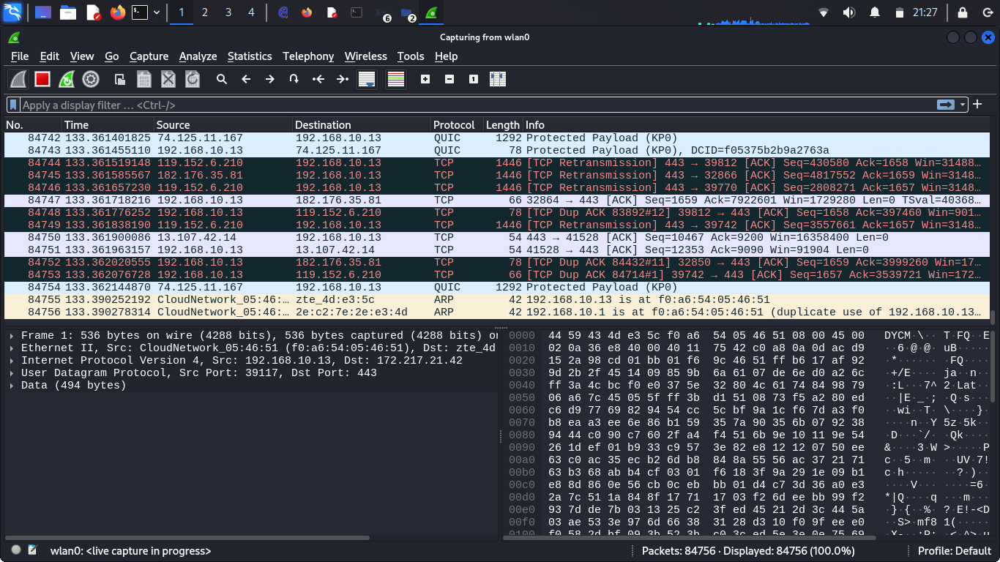 1 2 3 4 6 2 21:27
Capturing from wlan0
File Edit View Go Capture Analyze Statistics Telephony Wireless Tools Help
Apply a display filter … <Ctrl-/>
No. Time Source Destination Protocol Length Info
84742 133.361401825 74.125.11.167 192.168.10.13 QUIC 1292 Protected Payload (KP0)
84743 133.361455110 192.168.10.13 74.125.11.167 QUIC 78 Protected Payload (KP0), DCID=f05375b2b9a2763a
84744 133.361519148 119.152.6.210 192.168.10.13 TCP 1446 [TCP Retransmission] 443 → 39812 [ACK] Seq=430580 Ack=1658 Win=31488…
84745 133.361585567 182.176.35.81 192.168.10.13 TCP 1446 [TCP Retransmission] 443 → 32866 [ACK] Seq=4817552 Ack=1659 Win=3148…
84746 133.361657230 119.152.6.210 192.168.10.13 TCP 1446 [TCP Retransmission] 443 → 39770 [ACK] Seq=2808271 Ack=1657 Win=3148…
84747 133.361718216 192.168.10.13 182.176.35.81 TCP 66 32864 → 443 [ACK] Seq=1659 Ack=7922601 Win=1729280 Len=0 TSval=40368…
84748 133.361776252 192.168.10.13 119.152.6.210 TCP 78 [TCP Dup ACK 83892#12] 39812 → 443 [ACK] Seq=1658 Ack=397460 Win=901…
84749 133.361838190 119.152.6.210 192.168.10.13 TCP 1446 [TCP Retransmission] 443 → 39742 [ACK] Seq=3557661 Ack=1657 Win=3148…
84750 133.361900086 13.107.42.14 192.168.10.13 TCP 54 443 → 41528 [ACK] Seq=10467 Ack=9200 Win=16358400 Len=0
84751 133.361963157 192.168.10.13 13.107.42.14 TCP 54 41528 → 443 [ACK] Seq=12353 Ack=9090 Win=91904 Len=0
84752 133.362020555 192.168.10.13 182.176.35.81 TCP 78 [TCP Dup ACK 84432#11] 32850 → 443 [ACK] Seq=1659 Ack=3999260 Win=17…
84753 133.362076728 192.168.10.13 119.152.6.210 TCP 66 [TCP Dup ACK 84714#1] 39742 → 443 [ACK] Seq=1657 Ack=3539721 Win=172…
84754 133.362144870 74.125.11.167 192.168.10.13 QUIC 1292 Protected Payload (KP0)
84755 133.390252192 CloudNetwork_05:46:… zte_4d:e3:5c ARP 42 192.168.10.13 is at f0:a6:54:05:46:51
84756 133.390278314 CloudNetwork_05:46:… 2e:c2:7e:2e:e3:4d ARP 42 192.168.10.1 is at f0:a6:54:05:46:51 (duplicate use of 192.168.10.13…
Frame 1: 536 bytes on wire (4288 bits), 536 bytes captured (4288 bits) or
Ethernet II, Src: CloudNetwork_05:46:51 (f0:a6:54:05:46:51), Dst: zte_4d
Internet Protocol Version 4, Src: 192.168.10.13, Dst: 172.217.21.42
User Datagram Protocol, Src Port: 39117, Dst Port: 443
Data (494 bytes)
0000 44 59 43 4d e3 5c f0 a6 54 05 46 51 08 00 45 00 DYCM·\·· T·FQ··E·
0010 02 0a 36 e8 40 00 40 11 75 42 c0 a8 0a 0d ac d9 ··6·@·@· uB······
0020 15 2a 98 cd 01 bb 01 f6 9c 46 51 ff b6 17 af 92 ·*······ ·FQ·····
0030 9d 2b 2f 45 14 09 85 9b 6a 61 07 de 6e d0 a2 6c ·+/E···· ja··n··l
0040 ff 3a 4c bc f0 e0 37 5e 32 80 4c 61 74 84 98 79 ·:L···7^ 2·Lat··y
0050 06 a6 7c 45 05 5f ff 3b d1 51 08 73 f5 a2 80 ed ··|E·_·; ·Q·s····
0060 c6 d9 77 69 82 94 54 cc 5c bf 9a 1c f6 7d a3 f0 ··wi··T· \····}··
0070 b8 ea a3 ee 6e 86 b1 59 35 7a 90 35 6b 07 92 38 ····n··Y 5z·5k··8
0080 94 44 c0 90 c7 60 2f a4 f4 51 6b 9e 10 11 9e 54 ·D···`/· ·Qk····T
0090 26 1d ef 01 b9 33 c9 57 3e 82 e8 12 12 07 50 ee &····3·W >·····P·
00a0 63 c0 ac 35 ec b2 6d b8 84 8a 55 56 ac 37 21 71 c··5··m· ··UV·7!q
00b0 63 b3 68 ab b4 cf 03 01 f6 18 3f 9a 29 1e 09 b1 c·h····· ··?·)···
00c0 e8 8d 86 0e 56 cb 0c eb bb 01 d4 c7 3d 36 a0 e3 ····V··· ····=6··
00d0 2a 7c 51 1a 84 8f 17 71 17 03 f2 6d ee bb 99 f2 *|Q····q ···m····
00e0 93 7d de 7b 03 13 25 c2 3f ed 45 21 2d 3c 44 5a ·}·{··%· ?·E!-<DZ
00f0 03 ae 53 3e 97 6d 66 38 31 28 d3 10 f0 9f ee e0 ··S>·mf8 1(······
wlan0: <live capture in progress>
Packets: 84756 · Displayed: 84756 (100.0%)
Profile: Default